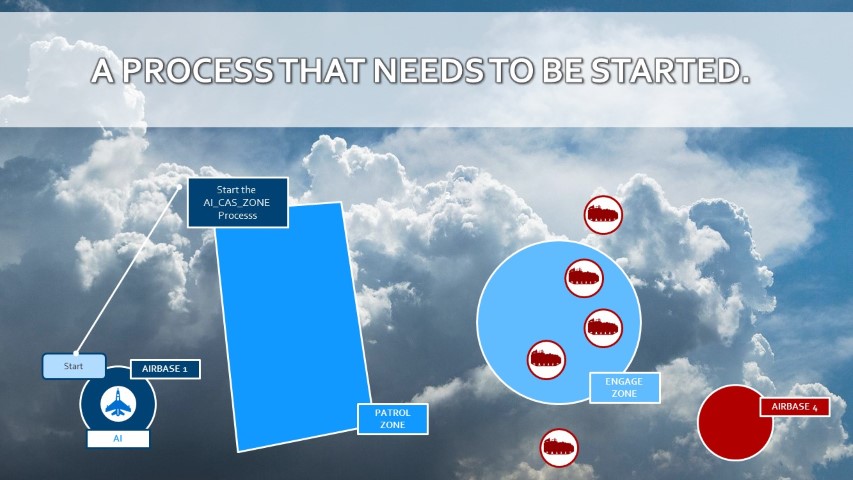 A PROCESS THAT NEEDS TO BE STARTED.
Start the
AI_CAS_ZONE
Processs
Start
AIRBASE 1
AI
PATROL
ZONE
ENGAGE
ZONE
AIRBASE 4